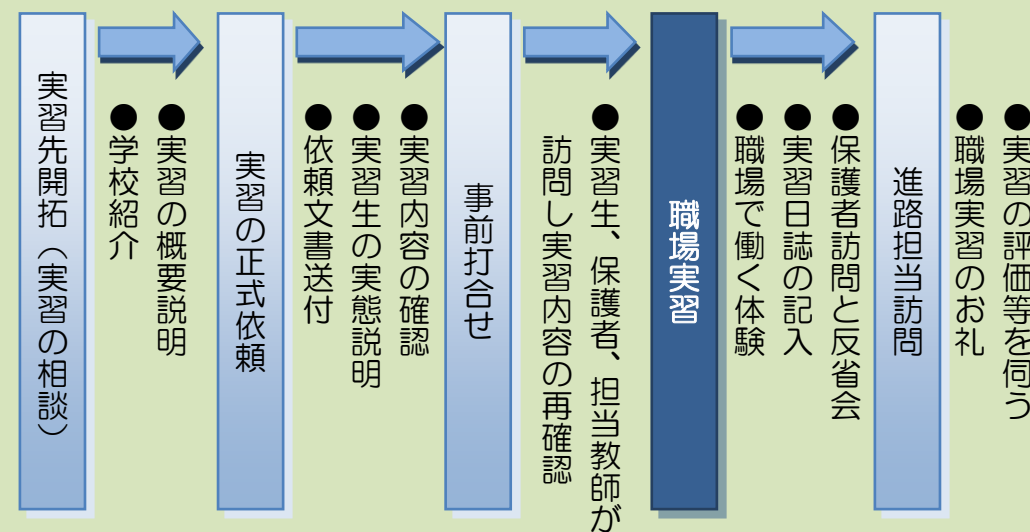 実習先開拓（実習の相談）
●学校紹介
●実習の概要説明
実習の正式依頼
●依頼文書送付
●実習生の実態説明
●実習内容の確認
事前打合せ
●実習生、保護者、担当教師が
訪問し実習内容の再確認
職場実習
●職場で働く体験
●実習日誌の記入
●保護者訪問と反省会
進路担当訪問
●職場実習のお礼
●実習の評価等を伺う